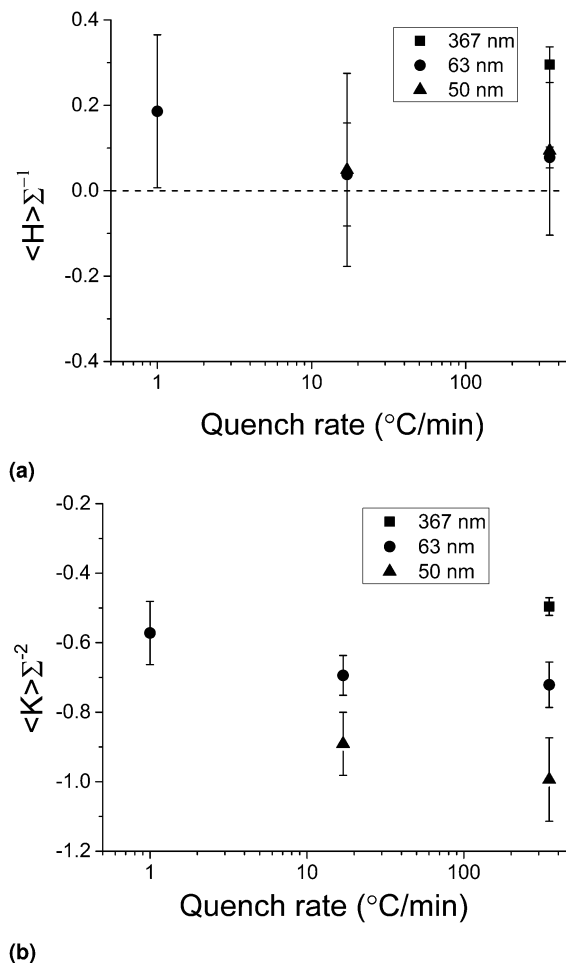 0.4
0.2
0.0
-0.2
-0.4
<H>Σ⁻¹
367 nm
63 nm
50 nm
1
10
100
Quench rate (°C/min)
(a)
-0.2
-0.4
-0.6
-0.8
-1.0
-1.2
<K>Σ⁻²
367 nm
63 nm
50 nm
1
10
100
Quench rate (°C/min)
(b)